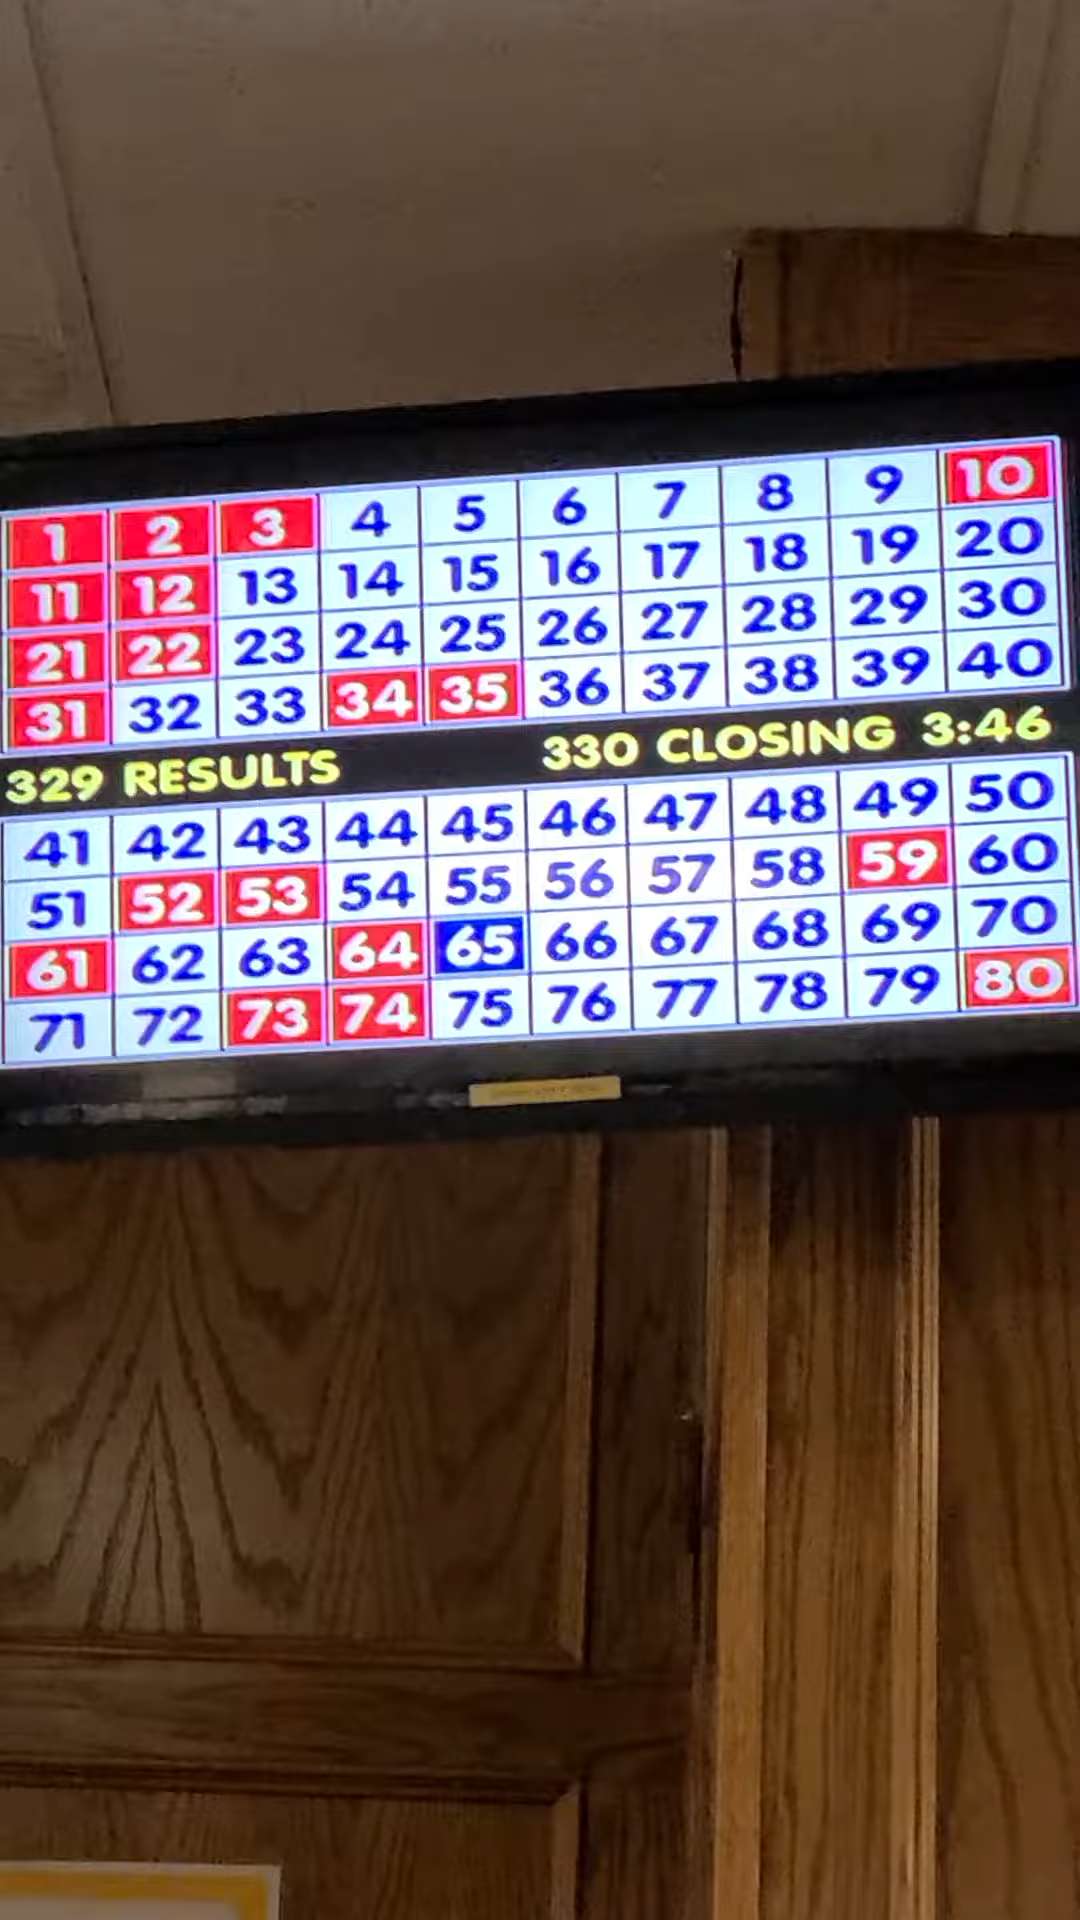 1 2 3 4 5 6 7 8 9 10
11 12 13 14 15 16 17 18 19 20
21 22 23 24 25 26 27 28 29 30
31 32 33 34 35 36 37 38 39 40
329 RESULTS 330 CLOSING 3:46
41 42 43 44 45 46 47 48 49 50
51 52 53 54 55 56 57 58 59 60
61 62 63 64 65 66 67 68 69 70
71 72 73 74 75 76 77 78 79 80